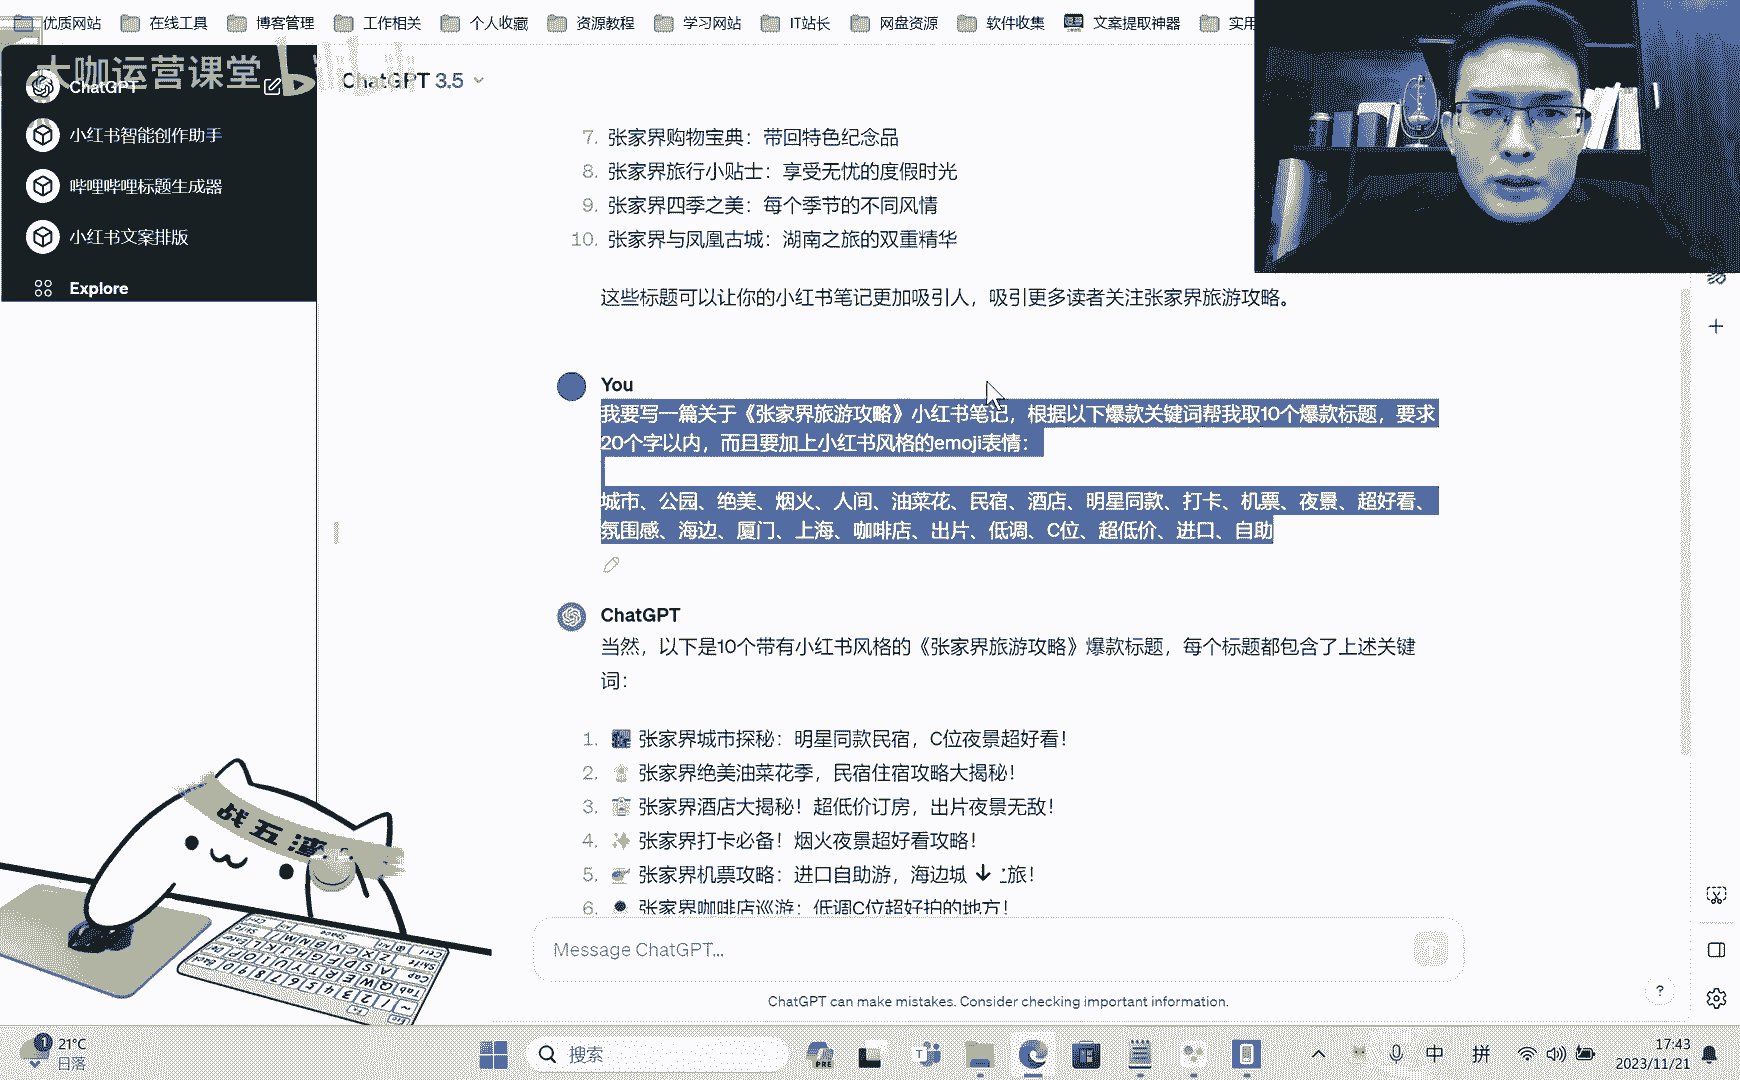 优质网站 在线工具 博客管理 工作相关 个人收藏 资源教程 学习网站 IT站长 网盘资源 软件收集 文案提取神器 实用
大咖运营课堂 bilibili
ChatGPT
小红书智能创作助手
哔哩哔哩标题生成器
小红书文案排版
Explore
ChatGPT 3.5
7. 张家界购物宝典：带回特色纪念品
8. 张家界旅行小贴士：享受无忧的度假时光
9. 张家界四季之美：每个季节的不同风情
10. 张家界与凤凰古城：湖南之旅的双重精华
这些标题可以让你的小红书笔记更加吸引人，吸引更多读者关注张家界旅游攻略。
You
我要写一篇关于《张家界旅游攻略》小红书笔记，根据以下爆款关键词帮我取10个爆款标题，要求
20个字以内，而且要加上小红书风格的emoji表情：
城市、公园、绝美、烟火、人间、油菜花、民宿、酒店、明星同款、打卡、机票、夜景、超好看、
氛围感、海边、厦门、上海、咖啡店、出片、低调、C位、超低价、进口、自助
ChatGPT
当然，以下是10个带有小红书风格的《张家界旅游攻略》爆款标题，每个标题都包含了上述关键
词：
1. 张家界城市探秘：明星同款民宿，C位夜景超好看！
2. 张家界绝美油菜花季，民宿住宿攻略大揭秘！
3. 张家界酒店大揭秘！超低价订房，出片夜景无敌！
4. 张家界打卡必备！烟火夜景超好看攻略！
5. 张家界机票攻略：进口自助游，海边城 旅！
6. 张家界咖啡店巡游：低调C位超好拍的地方！
Message ChatGPT...
ChatGPT can make mistakes. Consider checking important information.
?
战五渣
1
21°C
日落
搜索
PRE
中
拼
17:43
2023/11/21